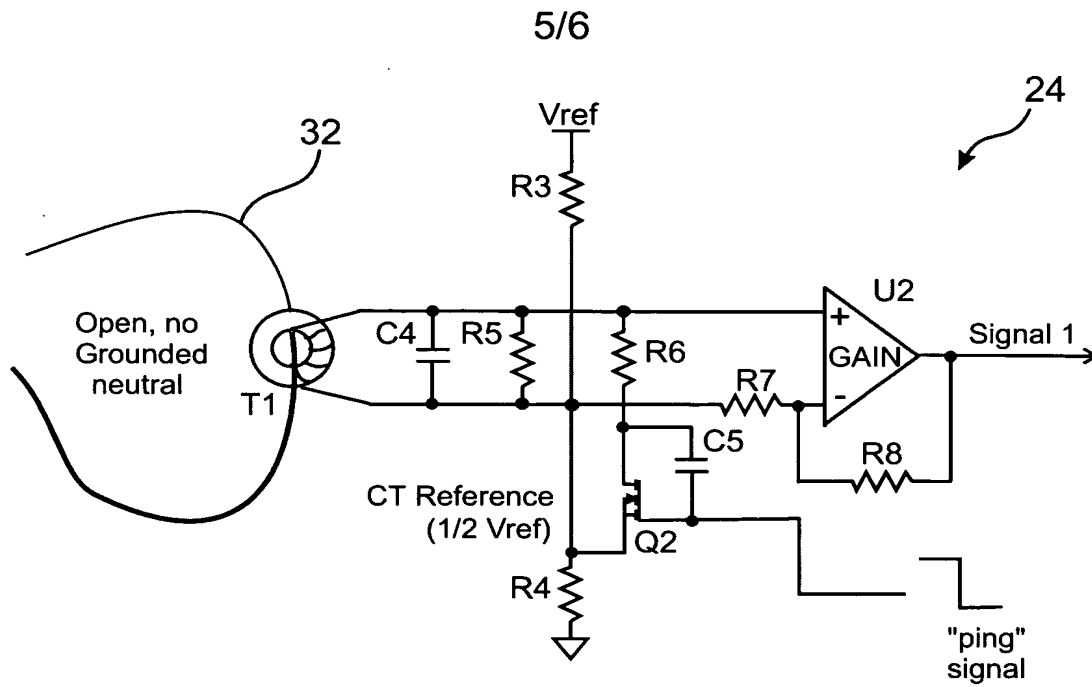 5/6
24
Vref
32
R3
U2
Open, no
Grounded
neutral
C4
R5
R6
+
GAIN
-
Signal 1
T1
R7
C5
R8
CT Reference
(1/2 Vref)
Q2
R4
"ping"
signal